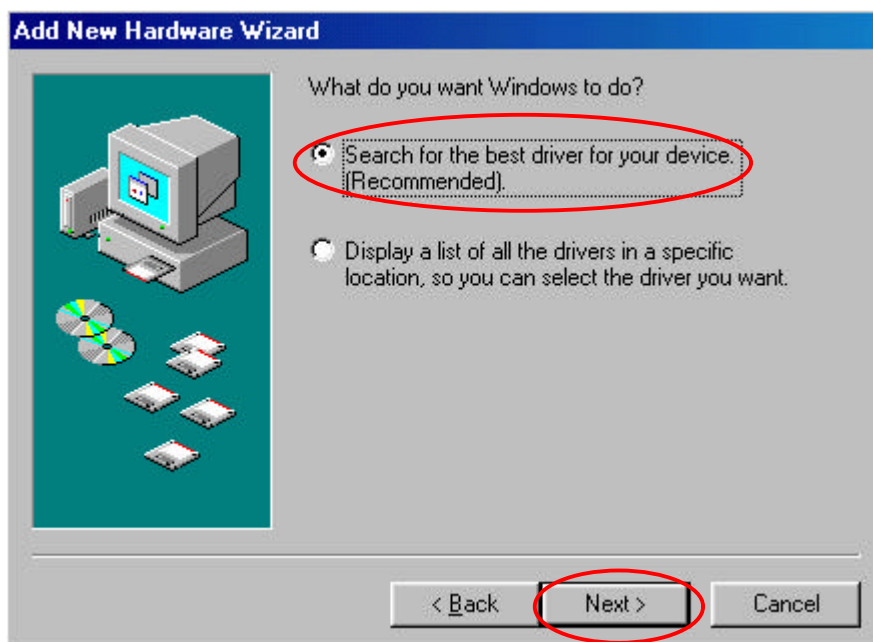 Add New Hardware Wizard
What do you want Windows to do?
Search for the best driver for your device.
(Recommended).
Display a list of all the drivers in a specific
location, so you can select the driver you want.
< Back
Next >
Cancel